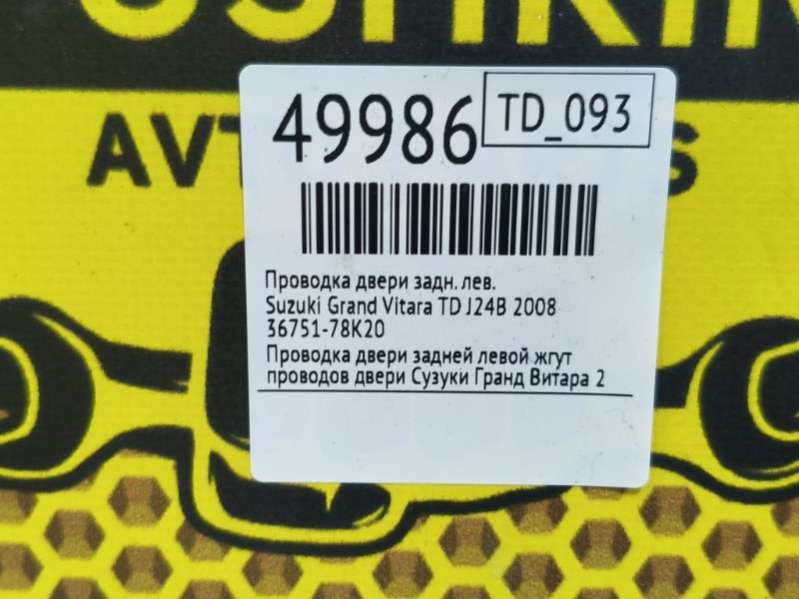 49986 TD_093
Проводка двери задн. лев.
Suzuki Grand Vitara TD J24B 2008
36751-78K20
Проводка двери задней левой жгут
проводов двери Сузуки Гранд Витара 2